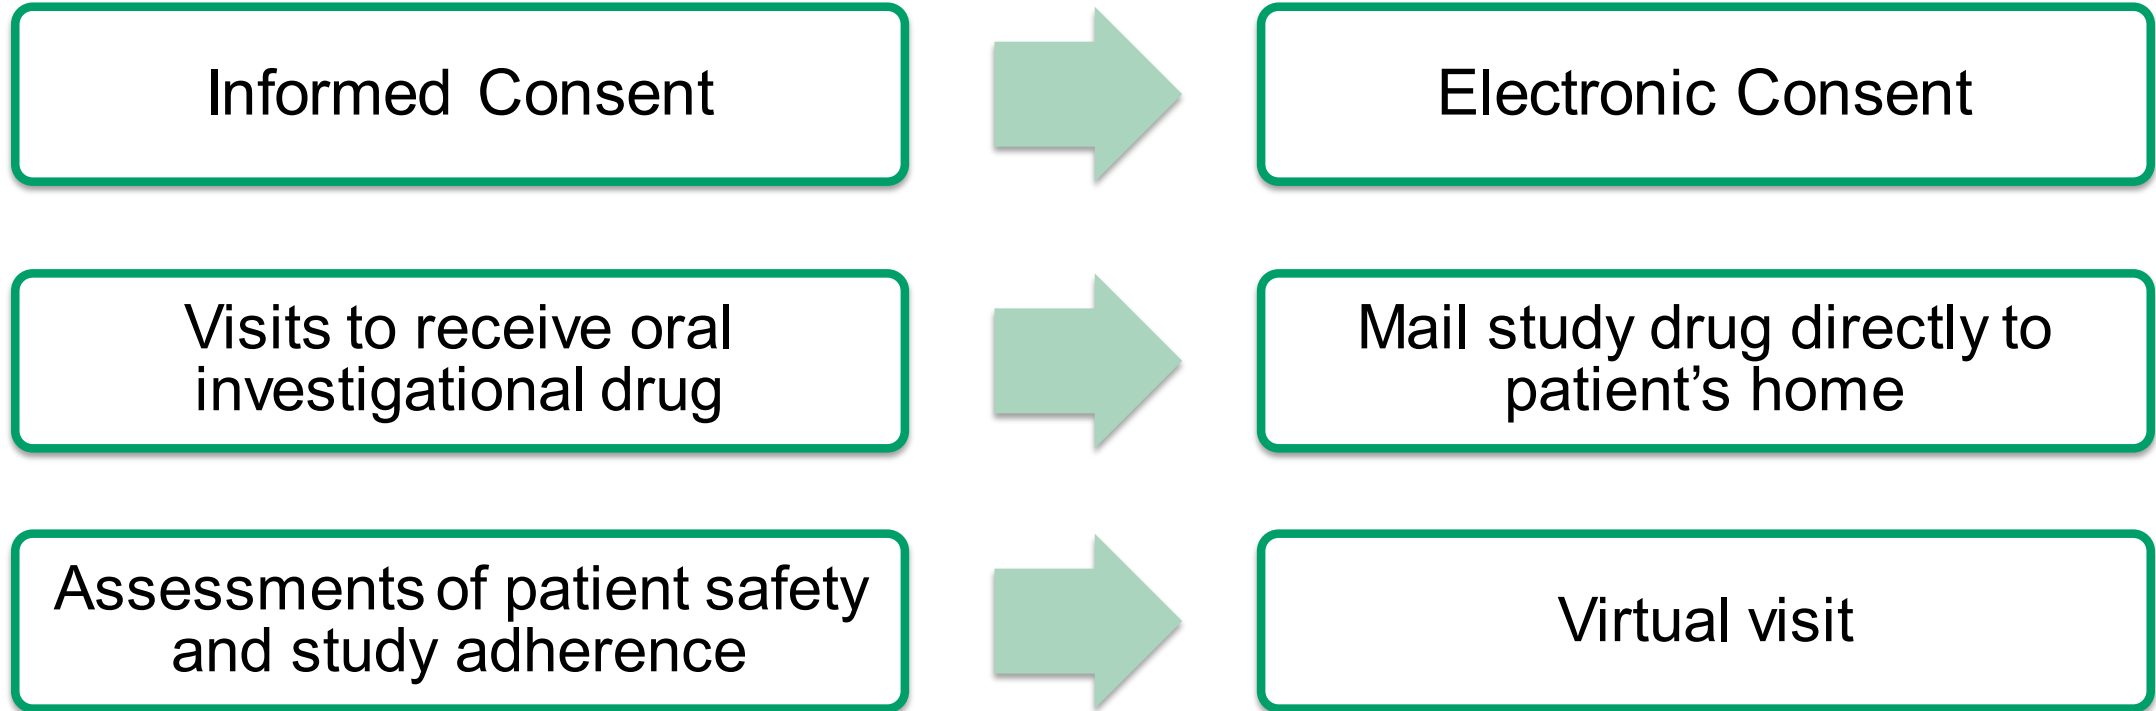 Informed Consent
Electronic Consent
Visits to receive oral
investigational drug
Mail study drug directly to
patient’s home
Assessments of patient safety
and study adherence
Virtual visit